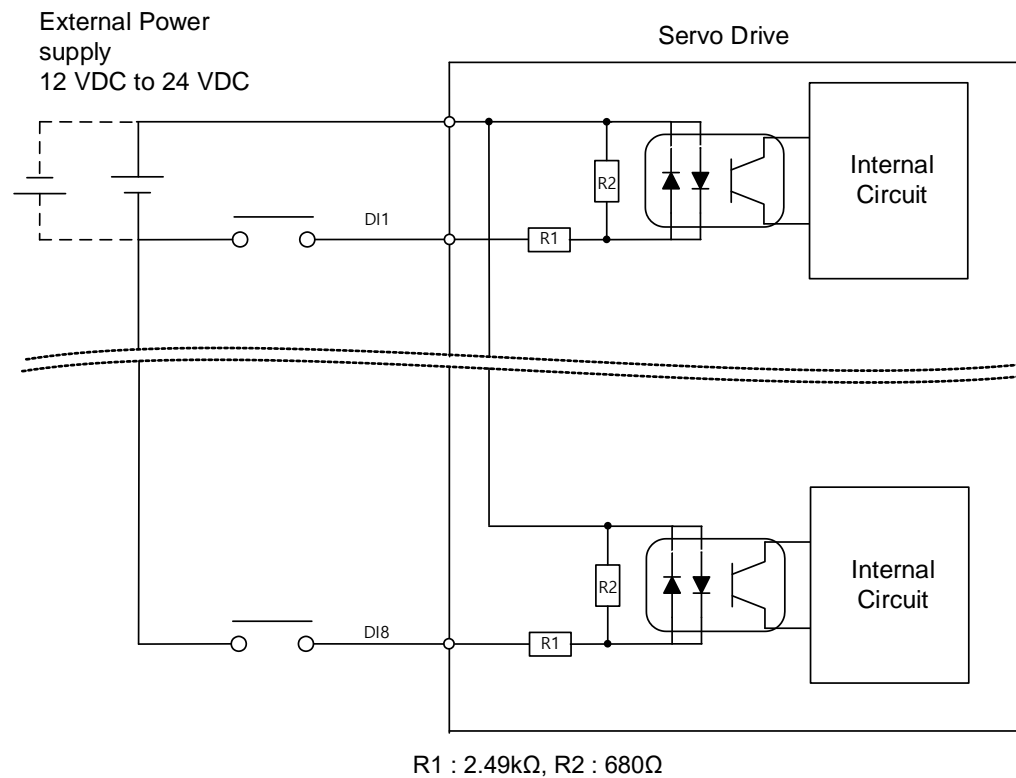 External Power
supply
12 VDC to 24 VDC
Servo Drive
R2
Internal
Circuit
DI1
R1
R2
Internal
Circuit
DI8
R1
R1 : 2.49kΩ, R2 : 680Ω